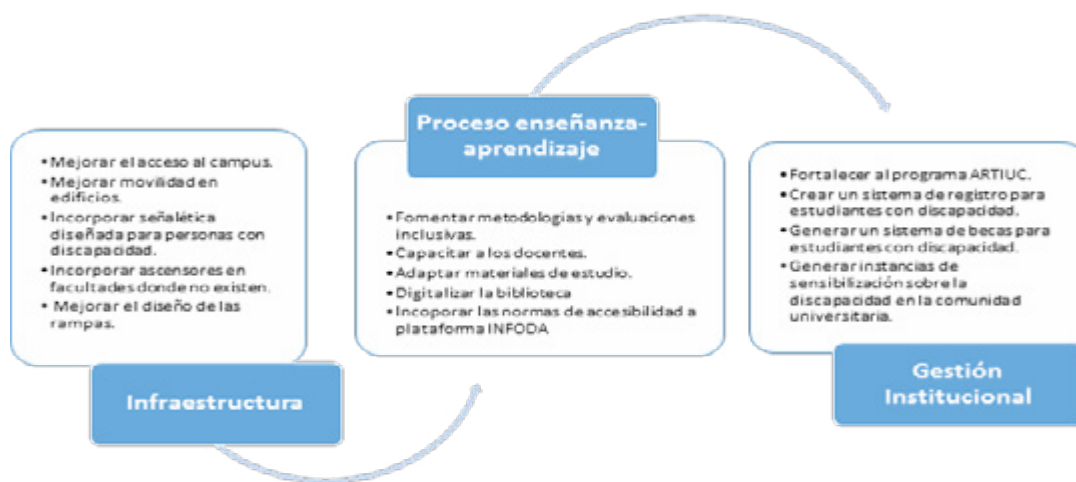 • Mejorar el acceso al campus.
• Mejorar movilidad en
edificios.
• Incorporar señalética
diseñada para personas con
discapacidad.
• Incorporar ascensores en
facultades donde no existen.
• Mejorar el diseño de las
rampas.
Infraestructura
Proceso enseñanza-
aprendizaje
• Fomentar metodologías y evaluaciones
inclusivas.
• Capacitar a los docentes.
• Adaptar materiales de estudio.
• Digitalizar la biblioteca
• Incoporar las normas de accesibilidad a
plataforma INFODA
• Fortalecer al programa ARTIUC.
• Crear un sistema de registro para
estudiantes con discapacidad.
• Generar un sistema de becas para
estudiantes con discapacidad.
• Generar instancias de
sensibilización sobre la
discapacidad en la comunidad
universitaria.
Gestión
Institucional